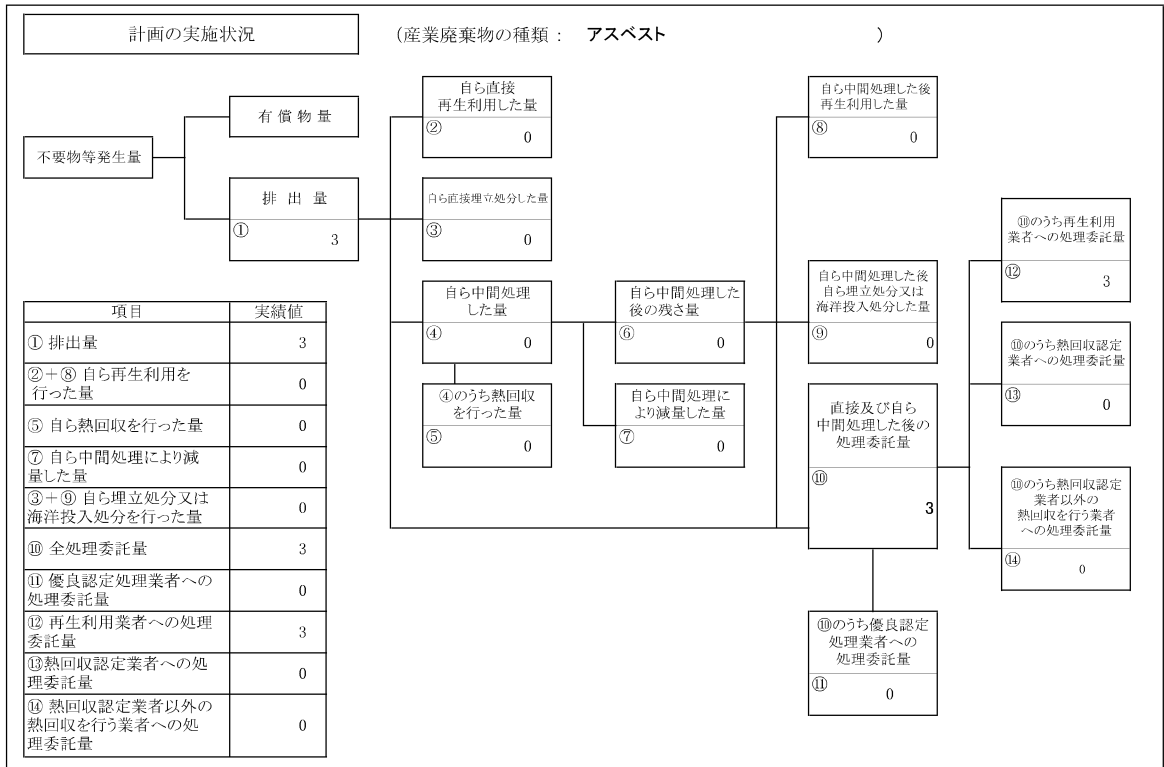 計画の実施状況
(産業廃棄物の種類： アスベスト )
不要物等発生量
有償物量
排出量
① 3
自ら直接
再生利用した量
② 0
自ら直接埋立処分した量
③ 0
自ら中間処理
した量
④ 0
④のうち熱回収
を行った量
⑤ 0
自ら中間処理した
後の残さ量
⑥ 0
自ら中間処理に
より減量した量
⑦ 0
自ら中間処理した後
再生利用した量
⑧ 0
自ら中間処理した後
自ら埋立処分又は
海洋投入処分した量
⑨ 0
直接及び自ら
中間処理した後の
処理委託量
⑩
3
⑩のうち優良認定
処理業者への
処理委託量
⑪ 0
⑩のうち再生利用
業者への処理委託量
⑫ 3
⑩のうち熱回収認定
業者への処理委託量
⑬ 0
⑩のうち熱回収認定
業者以外の
熱回収を行う業者
への処理委託量
⑭ 0
項目 実績値
① 排出量 3
②＋⑧ 自ら再生利用を
行った量 0
⑤ 自ら熱回収を行った量 0
⑦ 自ら中間処理により減
量した量 0
③＋⑨ 自ら埋立処分又は
海洋投入処分を行った量 0
⑩ 全処理委託量 3
⑪ 優良認定処理業者への
処理委託量 0
⑫ 再生利用業者への処理
委託量 3
⑬熱回収認定業者への処
理委託量 0
⑭ 熱回収認定業者以外の
熱回収を行う業者への処
理委託量 0